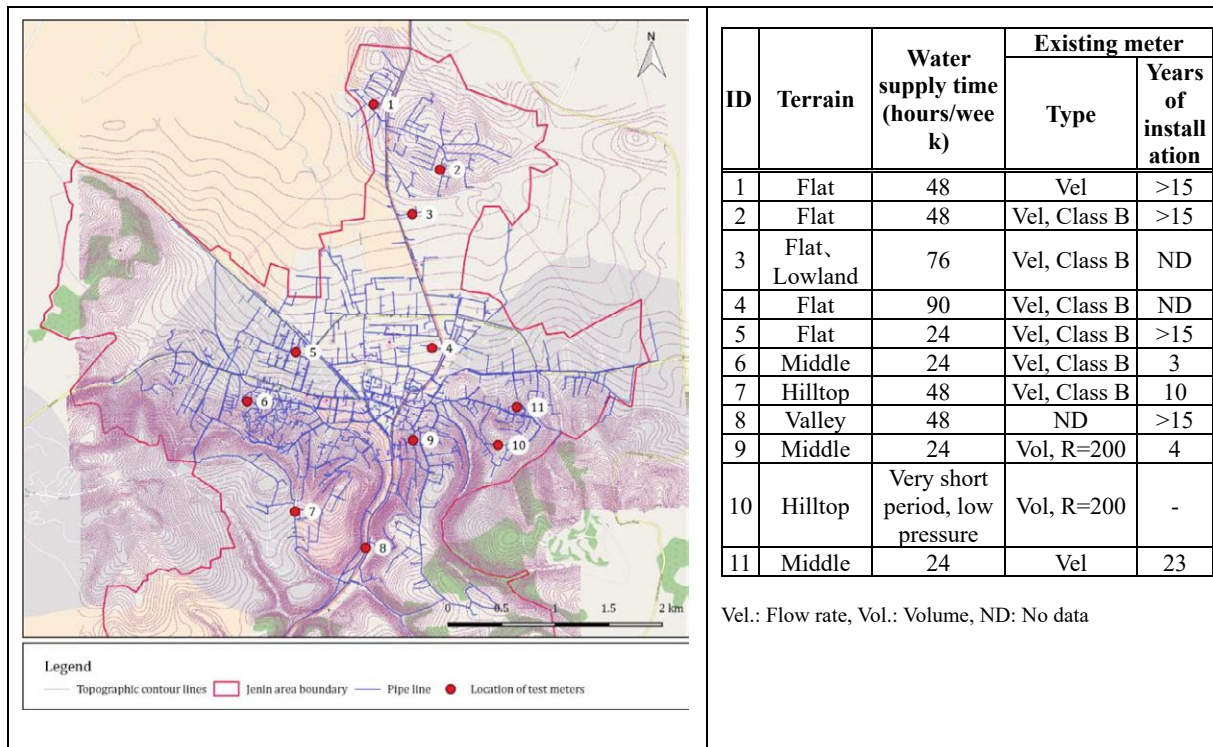 N
1
2
3
4
5
6
11
9
10
7
8
0 0.5 1 1.5 2 km
Legend
Topographic contour lines Jenin area boundary Pipe line Location of test meters
ID Terrain Water supply time (hours/wee k) Existing meter
Type Years of install ation
1 Flat 48 Vel >15
2 Flat 48 Vel, Class B >15
3 Flat、 Lowland 76 Vel, Class B ND
4 Flat 90 Vel, Class B ND
5 Flat 24 Vel, Class B >15
6 Middle 24 Vel, Class B 3
7 Hilltop 48 Vel, Class B 10
8 Valley 48 ND >15
9 Middle 24 Vol, R=200 4
10 Hilltop Very short period, low pressure Vol, R=200 -
11 Middle 24 Vel 23
Vel.: Flow rate, Vol.: Volume, ND: No data